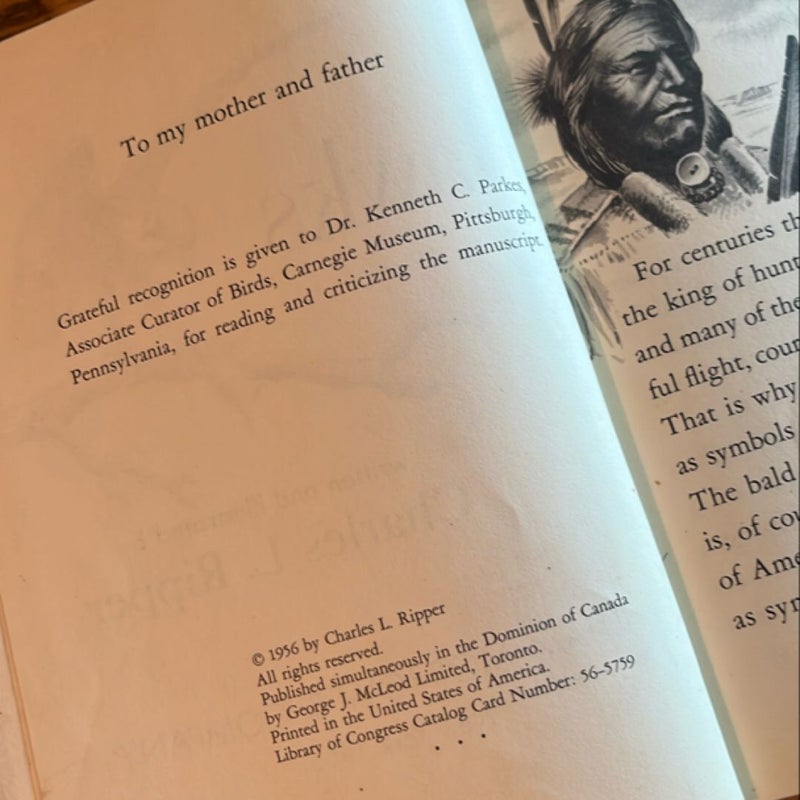 To my mother and father
Grateful recognition is given to Dr. Kenneth C. Parkes,
Associate Curator of Birds, Carnegie Museum, Pittsburgh,
Pennsylvania, for reading and criticizing the manuscript.
© 1956 by Charles L. Ripper
All rights reserved.
Published simultaneously in the Dominion of Canada
by George J. McLeod Limited, Toronto.
Printed in the United States of America.
Library of Congress Catalog Card Number: 56–5759
. . .
For centuries th
the king of hunt
and many of the
ful flight, cour
That is why
as symbols
The bald
is, of cou
of Ame
as sym